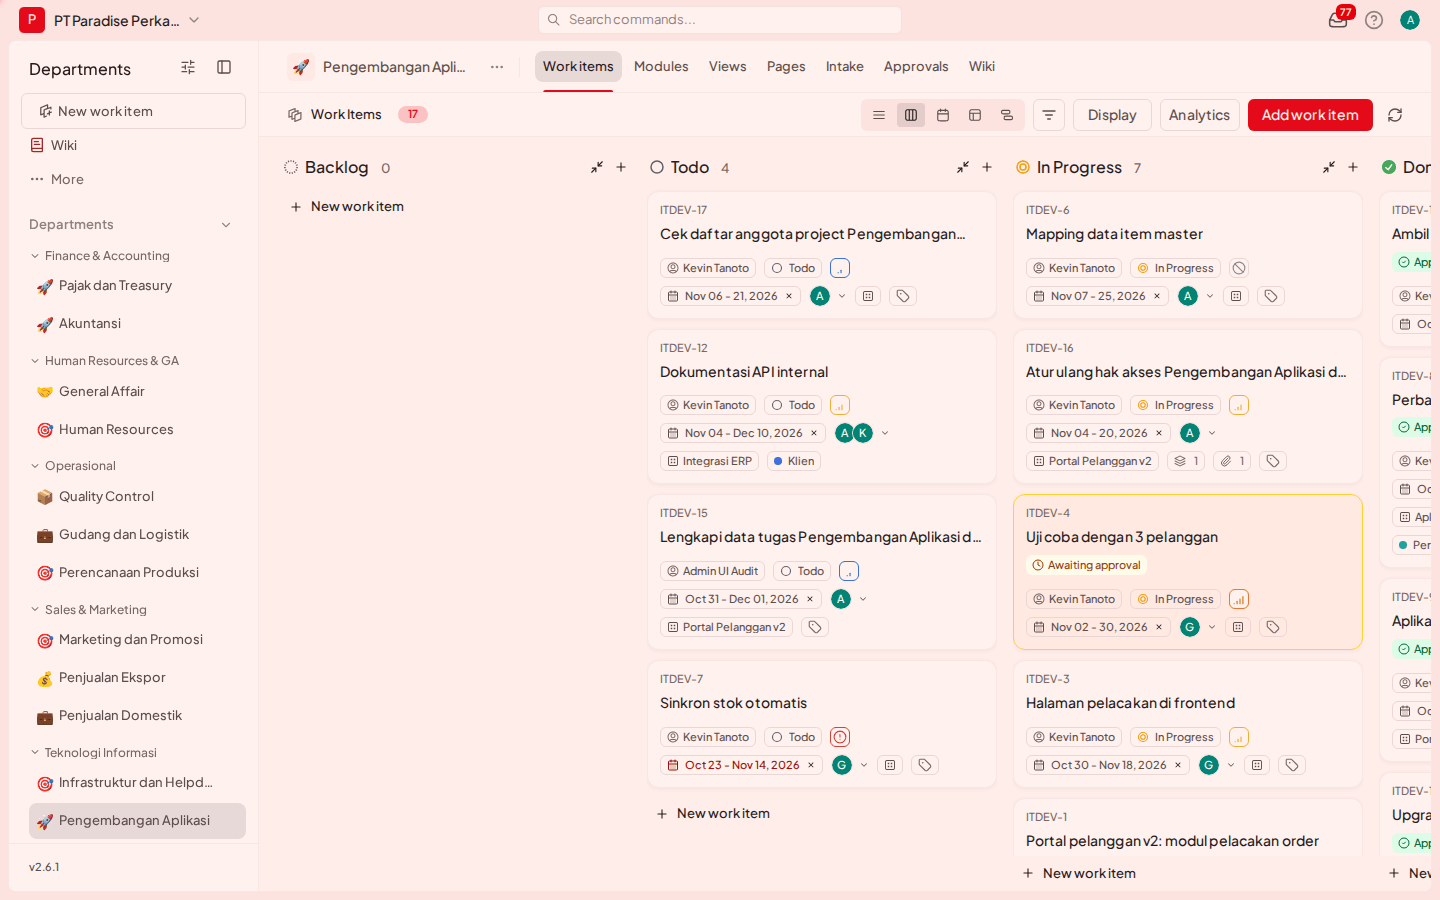 P PT Paradise Perka...
Search commands...
77
A
Departments
New work item
Wiki
More
Departments
Finance & Accounting
Pajak dan Treasury
Akuntansi
Human Resources & GA
General Affair
Human Resources
Operasional
Quality Control
Gudang dan Logistik
Perencanaan Produksi
Sales & Marketing
Marketing dan Promosi
Penjualan Ekspor
Penjualan Domestik
Teknologi Informasi
Infrastruktur dan Helpd...
Pengembangan Aplikasi
v2.6.1
Pengembangan Apli...
Work items Modules Views Pages Intake Approvals Wiki
Work Items 17
Display Analytics Add work item
Backlog 0
New work item
Todo 4
ITDEV-17
Cek daftar anggota project Pengembangan...
Kevin Tanoto Todo
Nov 06 - 21, 2026 A
ITDEV-12
Dokumentasi API internal
Kevin Tanoto Todo
Nov 04 - Dec 10, 2026 A K
Integrasi ERP Klien
ITDEV-15
Lengkapi data tugas Pengembangan Aplikasi d...
Admin UI Audit Todo
Oct 31 - Dec 01, 2026 A
Portal Pelanggan v2
ITDEV-7
Sinkron stok otomatis
Kevin Tanoto Todo
Oct 23 - Nov 14, 2026 G
New work item
In Progress 7
ITDEV-6
Mapping data item master
Kevin Tanoto In Progress
Nov 07 - 25, 2026 A
ITDEV-16
Atur ulang hak akses Pengembangan Aplikasi d...
Kevin Tanoto In Progress
Nov 04 - 20, 2026 A
Portal Pelanggan v2 1 1
ITDEV-4
Uji coba dengan 3 pelanggan
Awaiting approval
Kevin Tanoto In Progress
Nov 02 - 30, 2026 G
ITDEV-3
Halaman pelacakan di frontend
Kevin Tanoto In Progress
Oct 30 - Nov 18, 2026 G
ITDEV-1
Portal pelanggan v2: modul pelacakan order
New work item
Ambil